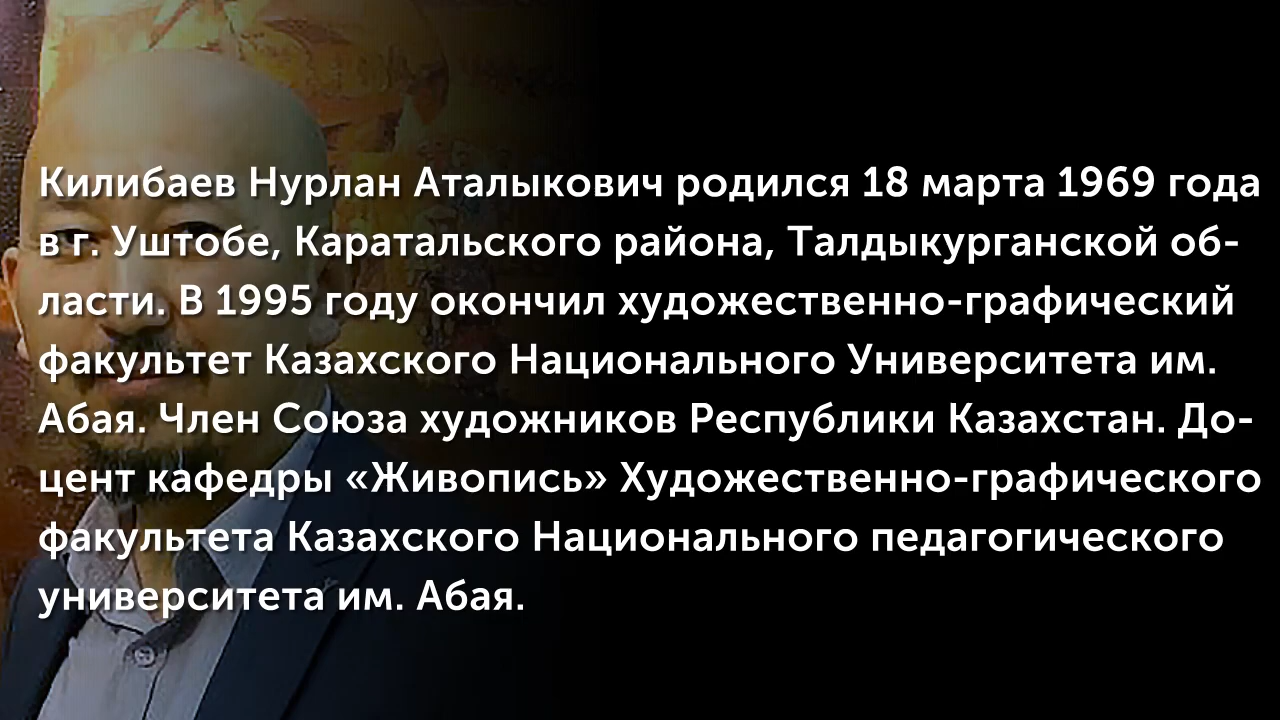 Килибаев Нурлан Аталыкович родился 18 марта 1969 года
в г. Уштобе, Каратальского района, Талдыкурганской об-
ласти. В 1995 году окончил художественно-графический
факультет Казахского Национального Университета им.
Абая. Член Союза художников Республики Казахстан. До-
цент кафедры «Живопись» Художественно-графического
факультета Казахского Национального педагогического
университета им. Абая.